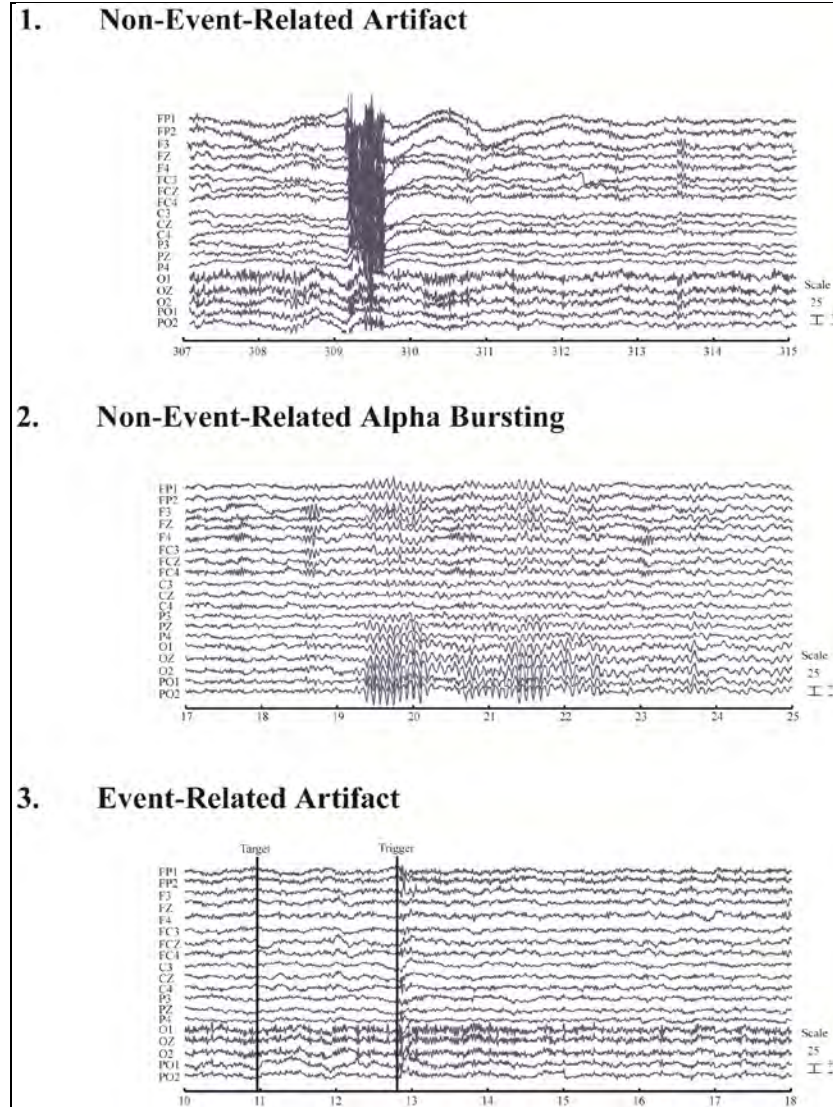 1. Non-Event-Related Artifact
FP1
FP2
F3
FZ
F4
FC3
FCZ
FC4
C3
CZ
C4
P3
PZ
P4
O1
OZ
O2
PO1
PO2
Scale
25
307 308 309 310 311 312 313 314 315
2. Non-Event-Related Alpha Bursting
FP1
FP2
F3
FZ
F4
FC3
FCZ
FC4
C3
CZ
C4
P3
PZ
P4
O1
OZ
O2
PO1
PO2
Scale
25
17 18 19 20 21 22 23 24 25
3. Event-Related Artifact
Target Trigger
FP1
FP2
F3
FZ
F4
FC3
FCZ
FC4
C3
CZ
C4
P3
PZ
P4
O1
OZ
O2
PO1
PO2
Scale
25
10 11 12 13 14 15 16 17 18